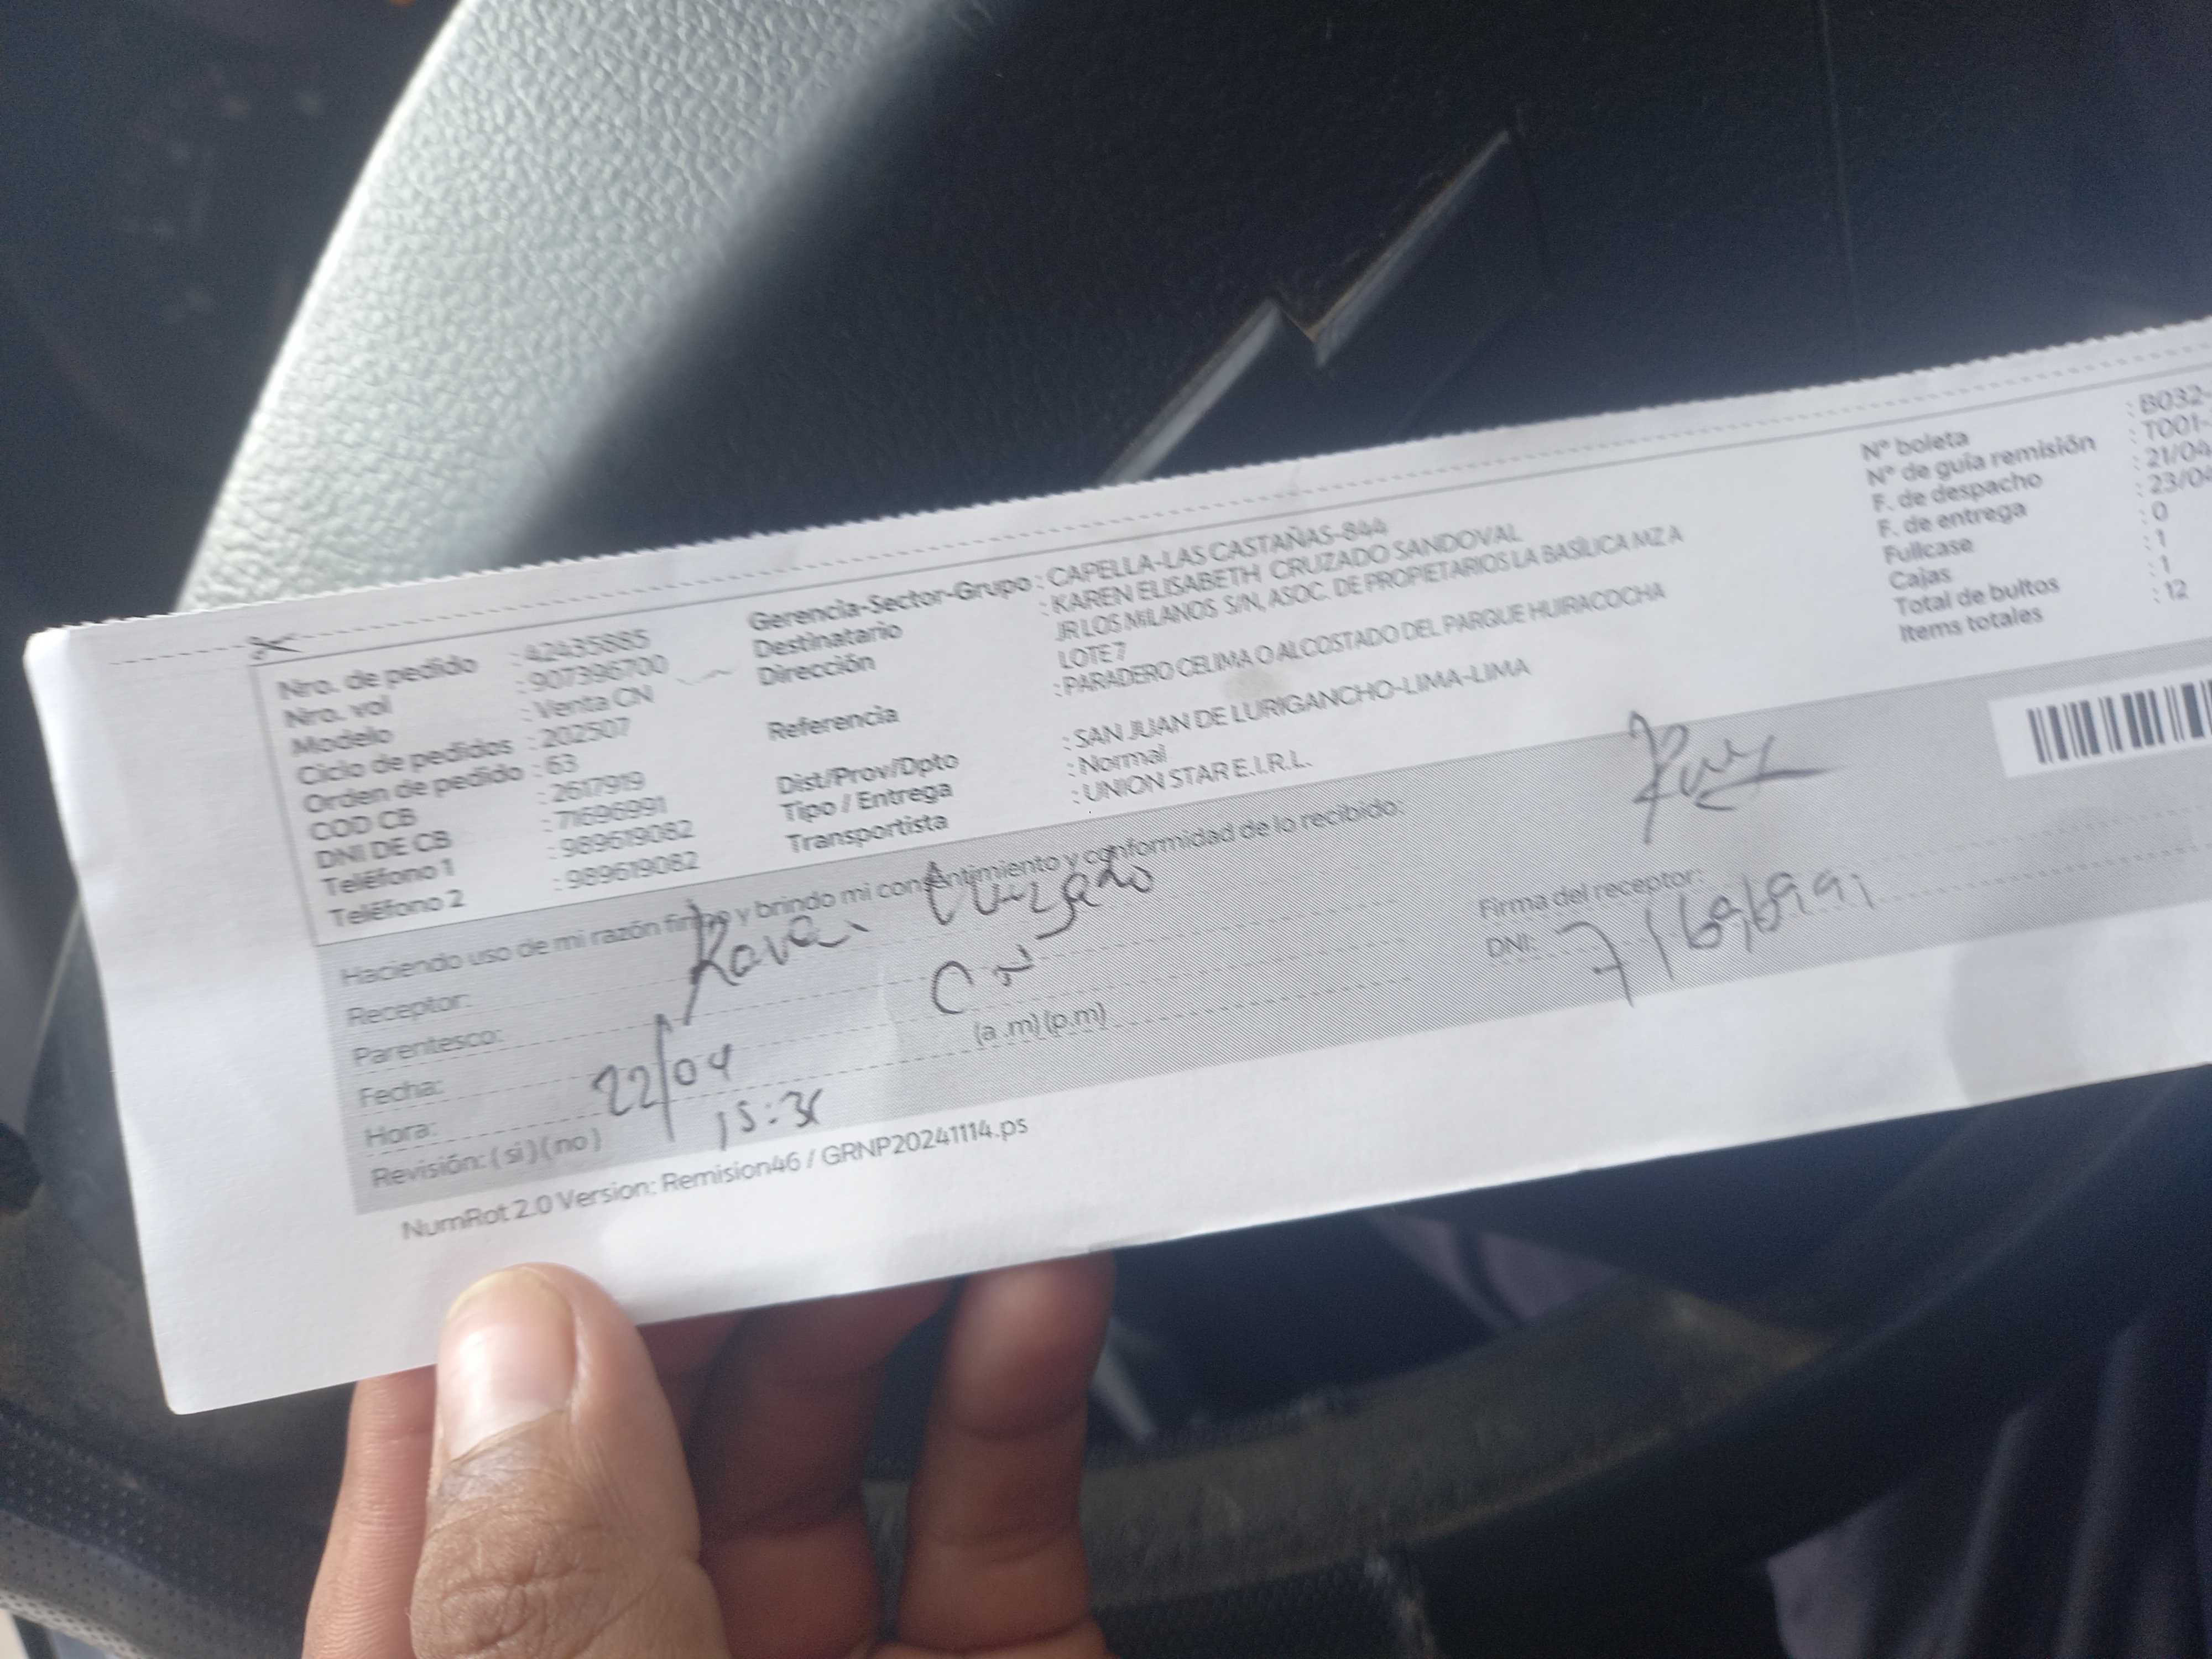 Nro. de pedido : 42435885
Nro. vol : 907396700
Modelo : Venta CN
Ciclo de pedidos : 202507
Orden de pedido : 63
COD CB : 2617919
DNI DE CB : 71696991
Teléfono 1 : 989619082
Teléfono 2 : 989619082
Gerencia-Sector-Grupo : CAPELLA-LAS CASTAÑAS-844
Destinatario : KAREN ELISABETH CRUZADO SANDOVAL
Dirección JR LOS MILANOS S/N, ASOC. DE PROPIETARIOS LA BASÍLICA MZ A
LOTE 7
Referencia : PARADERO CELIMA O ALCOSTADO DEL PARQUE HUIRACOCHA
Dist/Prov/Dpto : SAN JUAN DE LURIGANCHO-LIMA-LIMA
Tipo / Entrega : Normal
Transportista : UNION STAR E.I.R.L.
N° boleta : B032-
N° de guía remisión : T001-
F. de despacho : 21/04
F. de entrega : 23/04
Fullcase : 0
Cajas : 1
Total de bultos : 1
Items totales : 12
Haciendo uso de mi razón firmo y brindo mi consentimiento y conformidad de lo recibido:
Receptor: Cruzado
Parentesco:
Fecha: 22/04
Hora: 15:3 (a .m) (p.m)
Revisión: ( si ) ( no )
Firma del receptor:
DNI: 71696991
NumRot 2.0 Version: Remision46 / GRNP20241114.ps